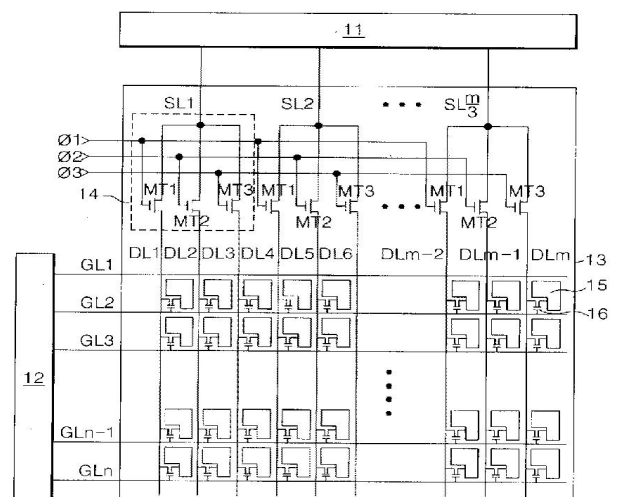 11
SL1 SL2 • • • SLm/3
Ø1
Ø2
Ø3
14 MT1 MT3 MT1 MT3 • • • • MT1 MT3
MT2 MT2 MT2
DL1 DL2 DL3 DL4 DL5 DL6 DLm-2 DLm-1 DLm 13
GL1
15
GL2
16
GL3
12
GLn-1
GLn